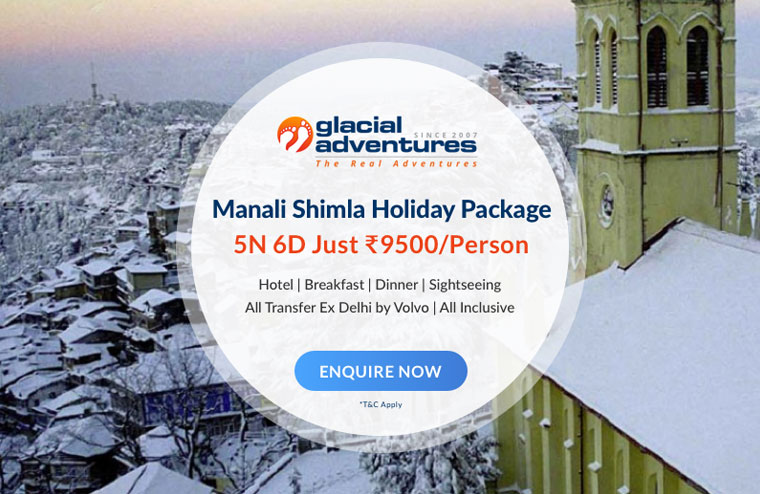 glacial
SINCE 2007
adventures
The Real Adventures
Manali Shimla Holiday Package
5N 6D Just ₹9500/Person
Hotel | Breakfast | Dinner | Sightseeing
All Transfer Ex Delhi by Volvo | All Inclusive
ENQUIRE NOW
*T&C Apply